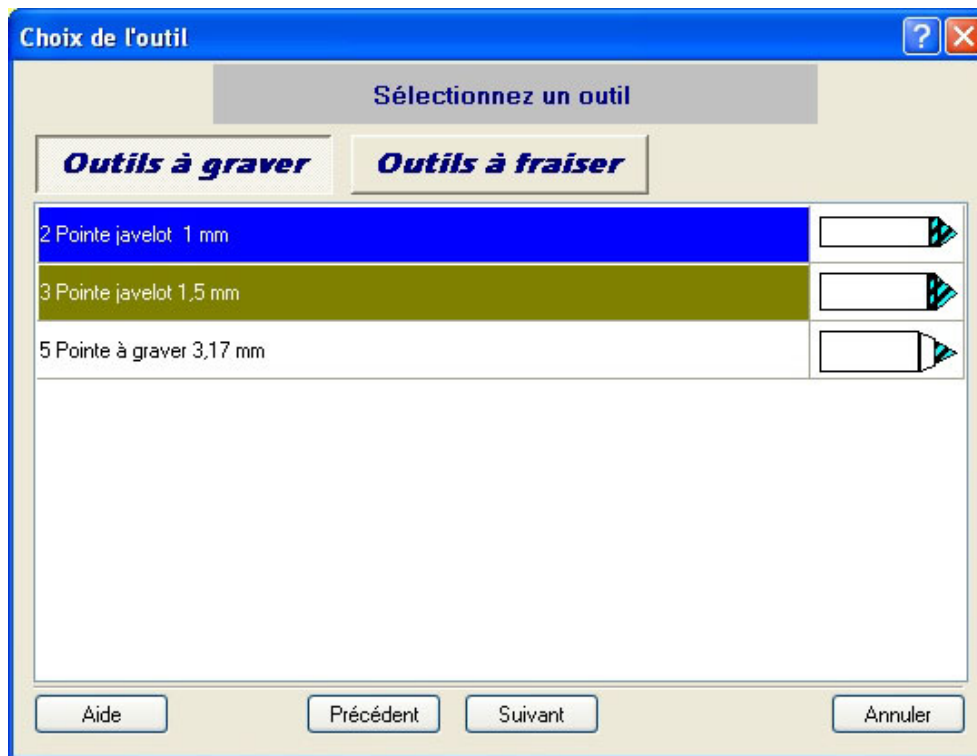 Choix de l'outil
Sélectionnez un outil
Outils à graver
Outils à fraiser
2 Pointe javelot  1 mm
3 Pointe javelot 1,5 mm
5 Pointe à graver 3,17 mm
Aide
Précédent
Suivant
Annuler